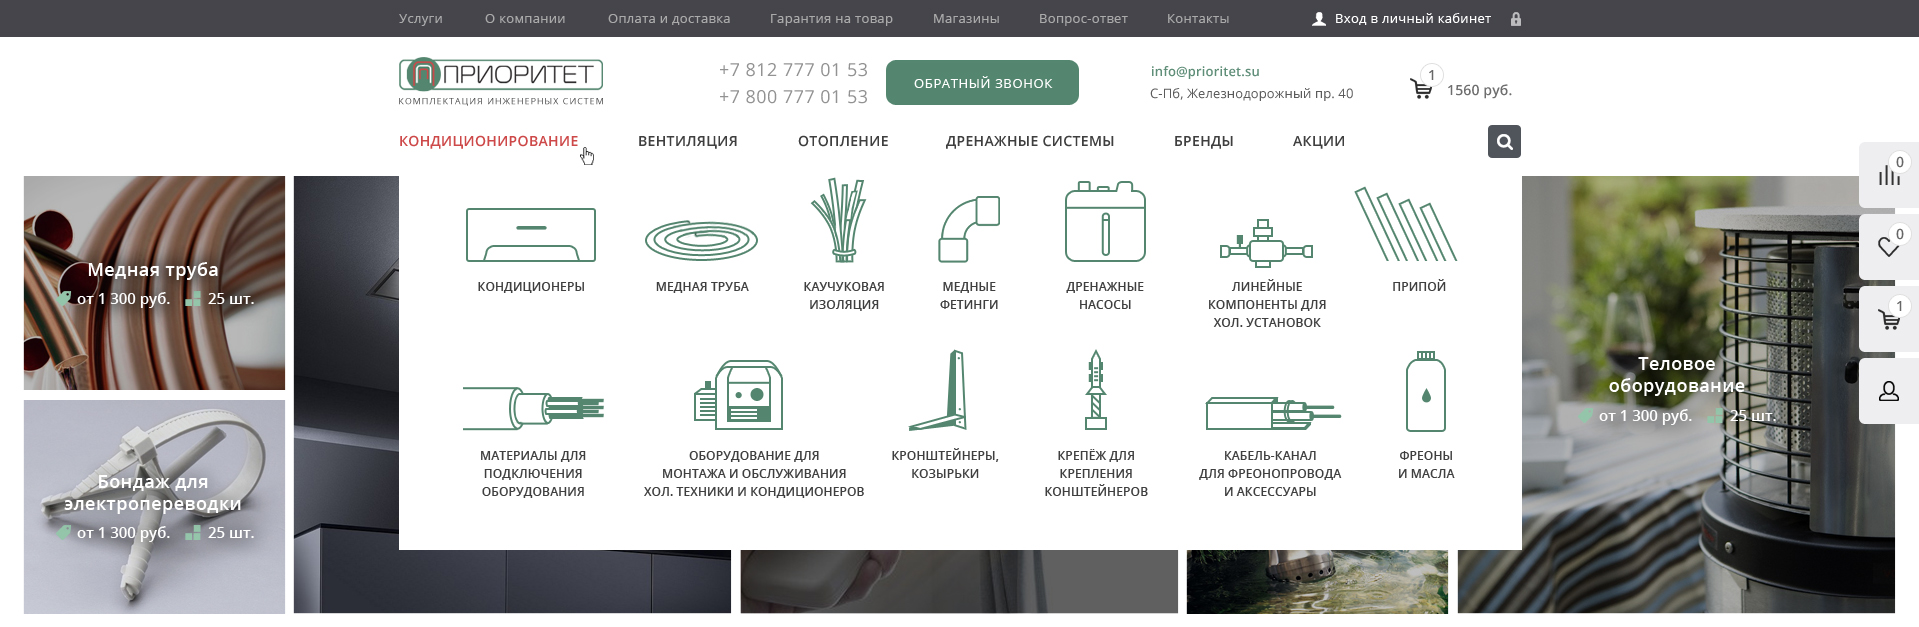 Услуги
О компании
Оплата и доставка
Гарантия на товар
Магазины
Вопрос-ответ
Контакты
Вход в личный кабинет
ПРИОРИТЕТ
КОМПЛЕКТАЦИЯ ИНЖЕНЕРНЫХ СИСТЕМ
+7 812 777 01 53
+7 800 777 01 53
ОБРАТНЫЙ ЗВОНОК
info@prioritet.su
С-Пб, Железнодорожный пр. 40
1
1560 руб.
КОНДИЦИОНИРОВАНИЕ
ВЕНТИЛЯЦИЯ
ОТОПЛЕНИЕ
ДРЕНАЖНЫЕ СИСТЕМЫ
БРЕНДЫ
АКЦИИ
КОНДИЦИОНЕРЫ
МЕДНАЯ ТРУБА
КАУЧУКОВАЯ
ИЗОЛЯЦИЯ
МЕДНЫЕ
ФЕТИНГИ
ДРЕНАЖНЫЕ
НАСОСЫ
ЛИНЕЙНЫЕ
КОМПОНЕНТЫ ДЛЯ
ХОЛ. УСТАНОВОК
ПРИПОЙ
МАТЕРИАЛЫ ДЛЯ
ПОДКЛЮЧЕНИЯ
ОБОРУДОВАНИЯ
ОБОРУДОВАНИЕ ДЛЯ
МОНТАЖА И ОБСЛУЖИВАНИЯ
ХОЛ. ТЕХНИКИ И КОНДИЦИОНЕРОВ
КРОНШТЕЙНЕРЫ,
КОЗЫРЬКИ
КРЕПЁЖ ДЛЯ
КРЕПЛЕНИЯ
КОНШТЕЙНЕРОВ
КАБЕЛЬ-КАНАЛ
ДЛЯ ФРЕОНОПРОВОДА
И АКСЕССУАРЫ
ФРЕОНЫ
И МАСЛА
Медная труба
от 1 300 руб.
25 шт.
Бондаж для
электропереводки
от 1 300 руб.
25 шт.
Теловое
оборудование
от 1 300 руб.
25 шт.
0
0
1